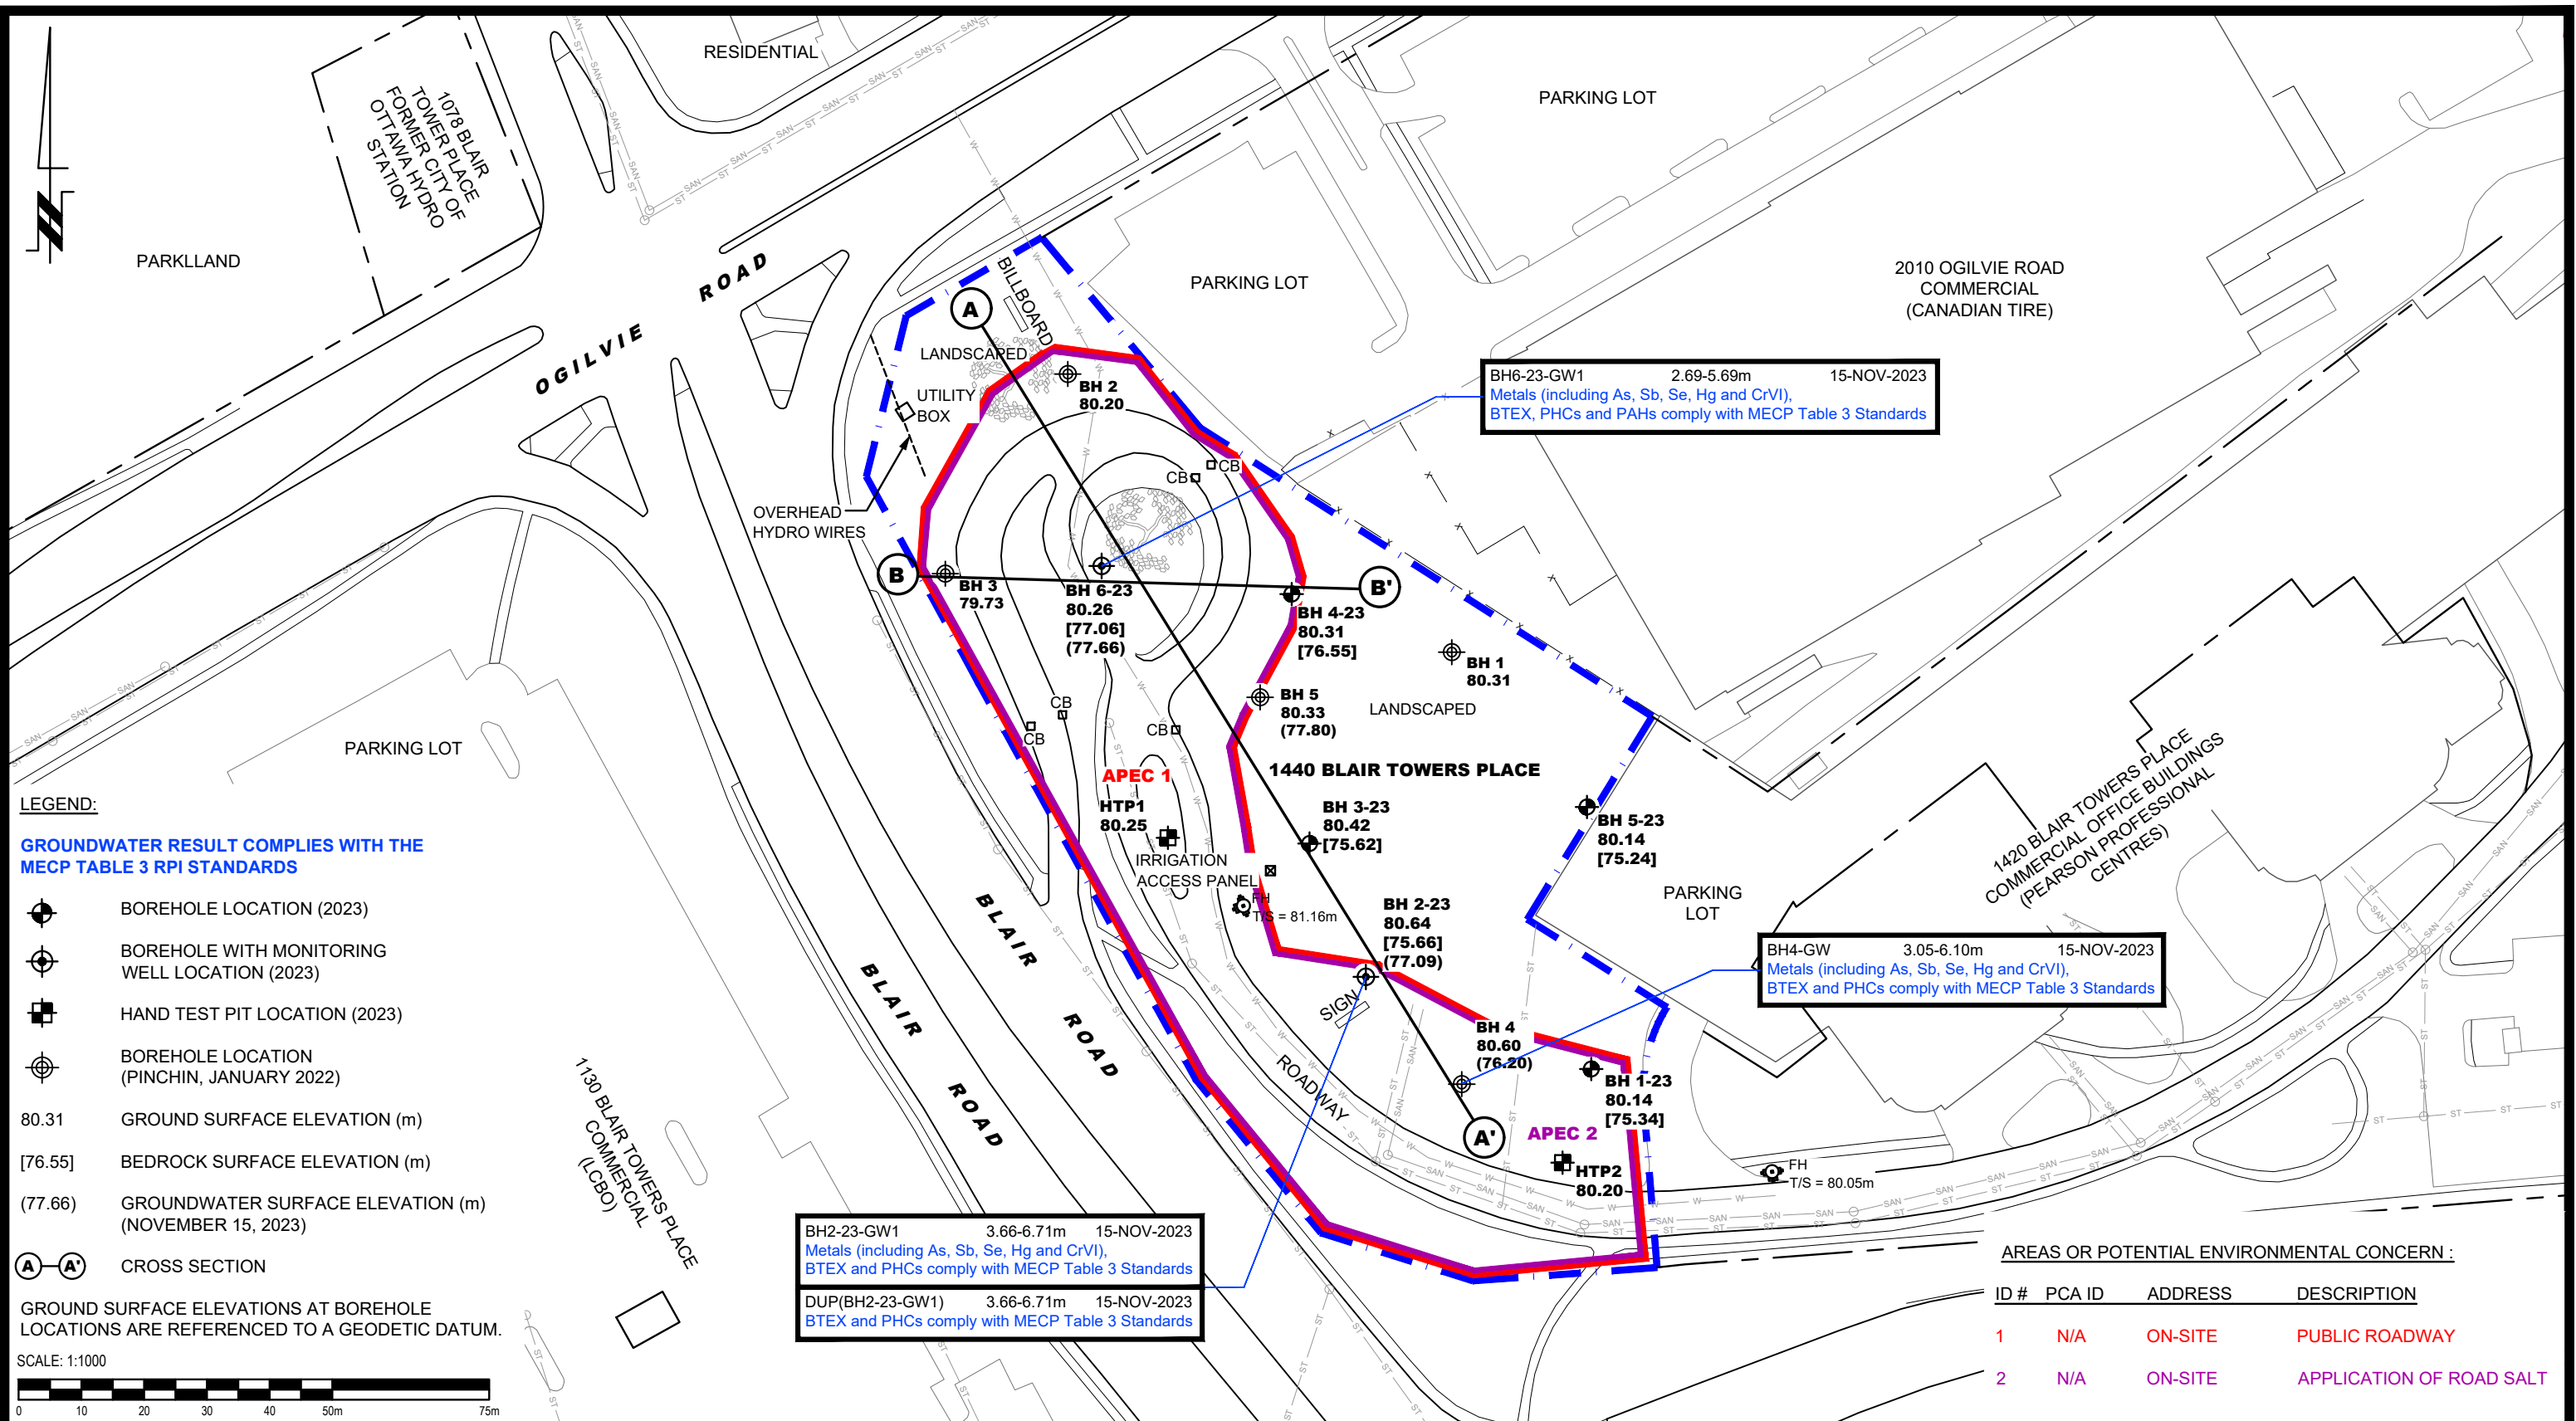 RESIDENTIAL
1078 BLAIR
TOWER PLACE
FORMER CITY OF
OTTAWA HYDRO
STATION
PARKLLAND
PARKING LOT
PARKING LOT
2010 OGILVIE ROAD
COMMERCIAL
(CANADIAN TIRE)
OGILVIE ROAD
BILLBOARD
A
LANDSCAPED
UTILITY
BOX
OVERHEAD
HYDRO WIRES
BH 2
80.20
CB
CB
BH6-23-GW1 2.69-5.69m 15-NOV-2023
Metals (including As, Sb, Se, Hg and CrVI),
BTEX, PHCs and PAHs comply with MECP Table 3 Standards
B
BH 3
79.73
BH 6-23
80.26
[77.06]
(77.66)
B'
BH 4-23
80.31
[76.55]
BH 1
80.31
BH 5
80.33
(77.80)
LANDSCAPED
CB
CB
CB
PARKING LOT
APEC 1
HTP1
80.25
1440 BLAIR TOWERS PLACE
BH 3-23
80.42
[75.62]
BH 5-23
80.14
[75.24]
IRRIGATION
ACCESS PANEL
FH
T/S = 81.16m
PARKING
LOT
1420 BLAIR TOWERS PLACE
COMMERCIAL OFFICE BUILDINGS
(PEARSON PROFESSIONAL
CENTRES)
BH 2-23
80.64
[75.66]
(77.09)
SIGN
BH4-GW 3.05-6.10m 15-NOV-2023
Metals (including As, Sb, Se, Hg and CrVI),
BTEX and PHCs comply with MECP Table 3 Standards
BLAIR ROAD
BLAIR ROAD
ROADWAY
BH 4
80.60
(76.20)
BH 1-23
80.14
[75.34]
A'
APEC 2
HTP2
80.20
FH
T/S = 80.05m
1130 BLAIR TOWERS PLACE
COMMERCIAL
(LCBO)
BH2-23-GW1 3.66-6.71m 15-NOV-2023
Metals (including As, Sb, Se, Hg and CrVI),
BTEX and PHCs comply with MECP Table 3 Standards
DUP(BH2-23-GW1) 3.66-6.71m 15-NOV-2023
BTEX and PHCs comply with MECP Table 3 Standards
LEGEND:
GROUNDWATER RESULT COMPLIES WITH THE
MECP TABLE 3 RPI STANDARDS
BOREHOLE LOCATION (2023)
BOREHOLE WITH MONITORING
WELL LOCATION (2023)
HAND TEST PIT LOCATION (2023)
BOREHOLE LOCATION
(PINCHIN, JANUARY 2022)
80.31 GROUND SURFACE ELEVATION (m)
[76.55] BEDROCK SURFACE ELEVATION (m)
(77.66) GROUNDWATER SURFACE ELEVATION (m)
(NOVEMBER 15, 2023)
A A' CROSS SECTION
GROUND SURFACE ELEVATIONS AT BOREHOLE
LOCATIONS ARE REFERENCED TO A GEODETIC DATUM.
SCALE: 1:1000
0 10 20 30 40 50m 75m
AREAS OR POTENTIAL ENVIRONMENTAL CONCERN :
ID # PCA ID ADDRESS DESCRIPTION
1 N/A ON-SITE PUBLIC ROADWAY
2 N/A ON-SITE APPLICATION OF ROAD SALT